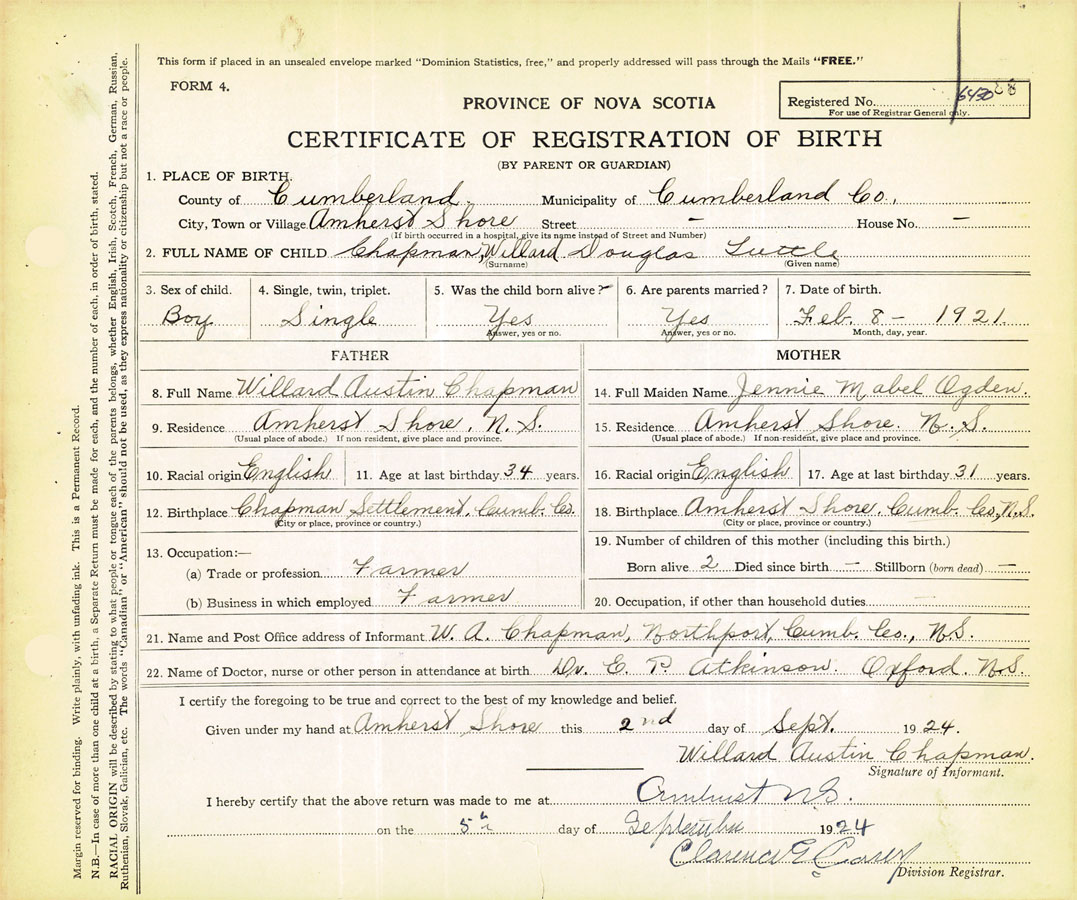 This form if placed in an unsealed envelope marked "Dominion Statistics, free," and properly addressed will pass through the Mails "FREE."
FORM 4.
PROVINCE OF NOVA SCOTIA
Registered No. 6430 28
For use of Registrar General only.
CERTIFICATE OF REGISTRATION OF BIRTH
(BY PARENT OR GUARDIAN)
1. PLACE OF BIRTH.
County of Cumberland Municipality of Cumberland Co.,
City, Town or Village Amherst Shore Street — House No. —
(If birth occurred in a hospital, give its name instead of Street and Number)
2. FULL NAME OF CHILD Chapman, Willard Douglas Tuttle
(Surname) (Given name)
3. Sex of child. 4. Single, twin, triplet. 5. Was the child born alive? 6. Are parents married? 7. Date of birth.
Boy Single Yes Yes Feb. 8 — 1921.
Answer, yes or no. Answer, yes or no. Month, day, year.
FATHER MOTHER
8. Full Name Willard Austin Chapman 14. Full Maiden Name Jennie Mabel Ogden.
9. Residence Amherst Shore. N. S. 15. Residence Amherst Shore. N. S.
(Usual place of abode.) If non resident, give place and province. (Usual place of abode.) If non-resident, give place and province.
10. Racial origin English 11. Age at last birthday 34 years. 16. Racial origin English 17. Age at last birthday 31 years.
12. Birthplace Chapman Settlement, Cumb. Co. 18. Birthplace Amherst Shore, Cumb. Co., N.S.
(City or place, province or country.) (City or place, province or country.)
13. Occupation:— 19. Number of children of this mother (including this birth.)
(a) Trade or profession Farmer Born alive 2 Died since birth — Stillborn (born dead) —
(b) Business in which employed Farmer 20. Occupation, if other than household duties
21. Name and Post Office address of Informant W. A. Chapman, Northport, Cumb. Co., N.S.
22. Name of Doctor, nurse or other person in attendance at birth Dr. E. P. Atkinson. Oxford. N.S.
I certify the foregoing to be true and correct to the best of my knowledge and belief.
Given under my hand at Amherst Shore this 2nd day of Sept. 1924.
Willard Austin Chapman.
Signature of Informant.
I hereby certify that the above return was made to me at Amherst N.S.
on the 5th day of September 1924
Clarence E Casey
Division Registrar.
Margin reserved for binding. Write plainly, with unfading ink. This is a Permanent Record.
N.B.—In case of more than one child at a birth, a Separate Return must be made for each, and the number of each, in order of birth, stated.
RACIAL ORIGIN will be described by stating to what people or tongue each of the parents belongs, whether English, Irish, Scotch, French, German, Russian,
Ruthenian, Slovak, Galician, etc. The words "Canadian" or "American" should not be used, as they express nationality or citizenship but not a race or people.